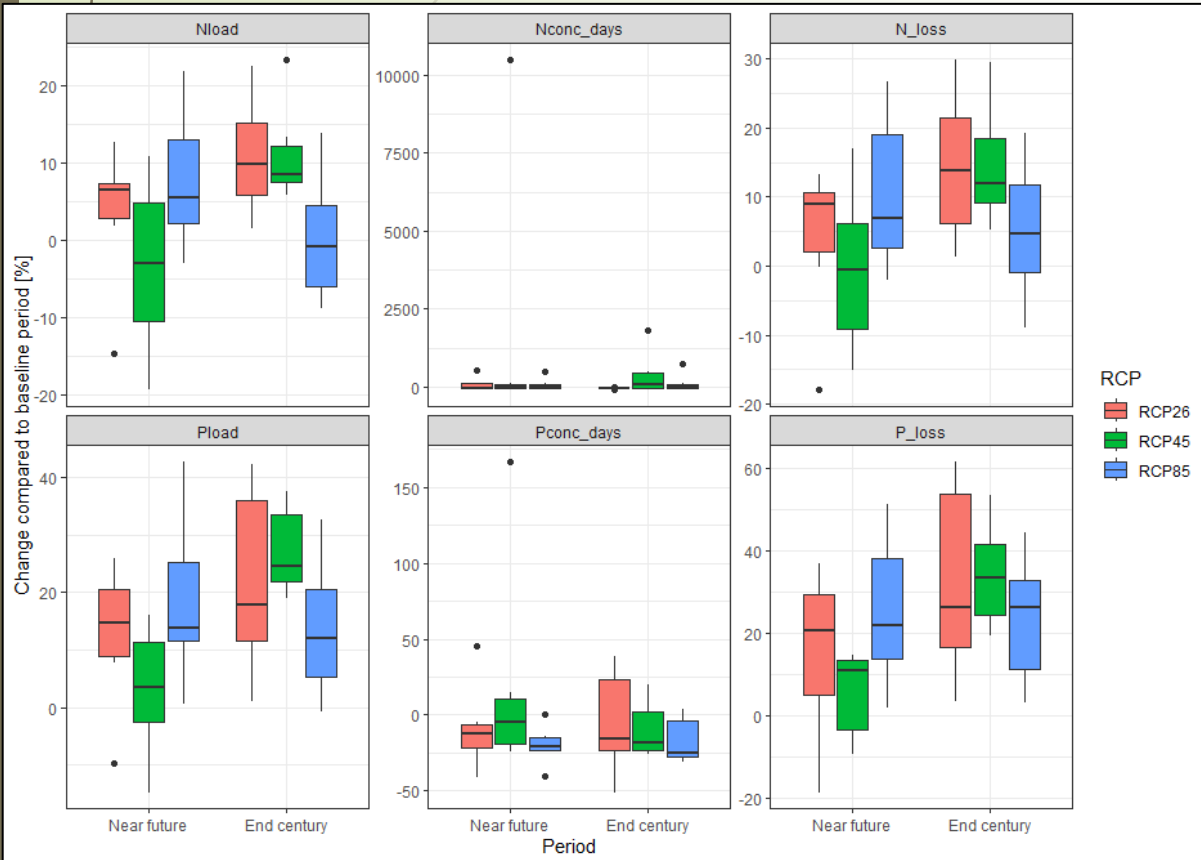 Nload
Nconc_days
N_loss
20
10
0
-10
-20
10000
7500
5000
2500
0
30
20
10
0
-10
-20
Change compared to baseline period [%]
Pload
Pconc_days
P_loss
40
20
0
150
100
50
0
-50
60
40
20
0
-20
RCP
RCP26
RCP45
RCP85
Near future
End century
Near future
End century
Near future
End century
Period